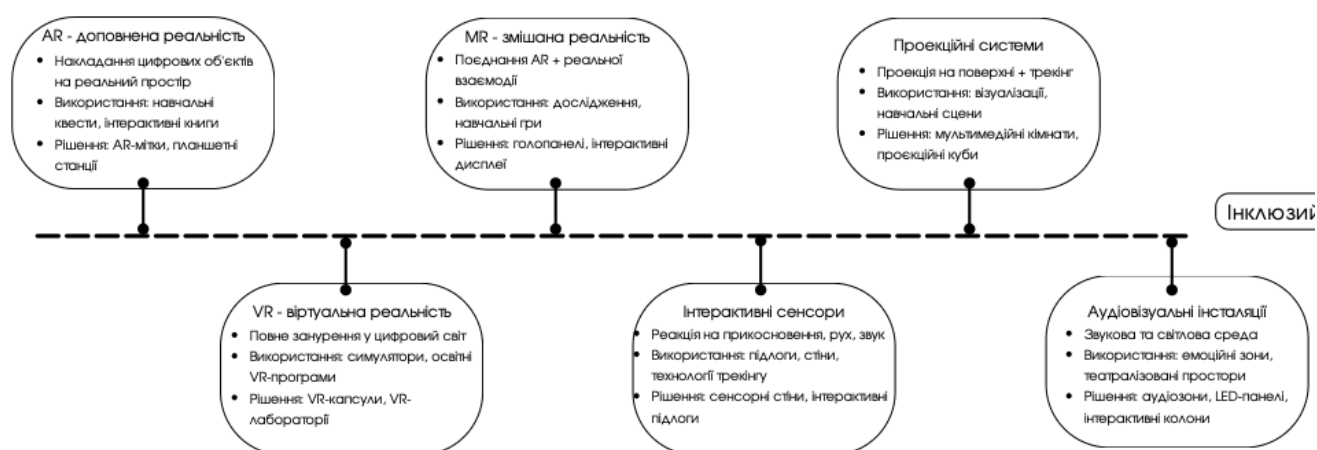 AR - доповнена реальність
• Накладання цифрових об'єктів
на реальний простір
• Використання: навчальні
квести, інтерактивні книги
• Рішення: AR-мітки, планшетні
станції
MR - змішана реальність
• Поєднання AR + реальної
взаємодії
• Використання: дослідження,
навчальні гри
• Рішення: голопанелі, інтерактивні
дисплеї
Проекційні системи
• Проекція на поверхні + трекінг
• Використання: візуалізації,
навчальні сцени
• Рішення: мультимедійні кімнати,
проєкційні куби
Інклюзий
VR - віртуальна реальність
• Повне занурення у цифровий світ
• Використання: симулятори, освітні
VR-програми
• Рішення: VR-капсули, VR-
лабораторії
Інтерактивні сенсори
• Реакція на прикосновення, рух, звук
• Використання: підлоги, стіни,
технології трекінгу
• Рішення: сенсорні стіни, інтерактивні
підлоги
Аудіовізуальні інсталяції
• Звукова та світлова среда
• Використання: емоційні зони,
театралізовані простори
• Рішення: аудіозони, LED-панелі,
інтерактивні колони